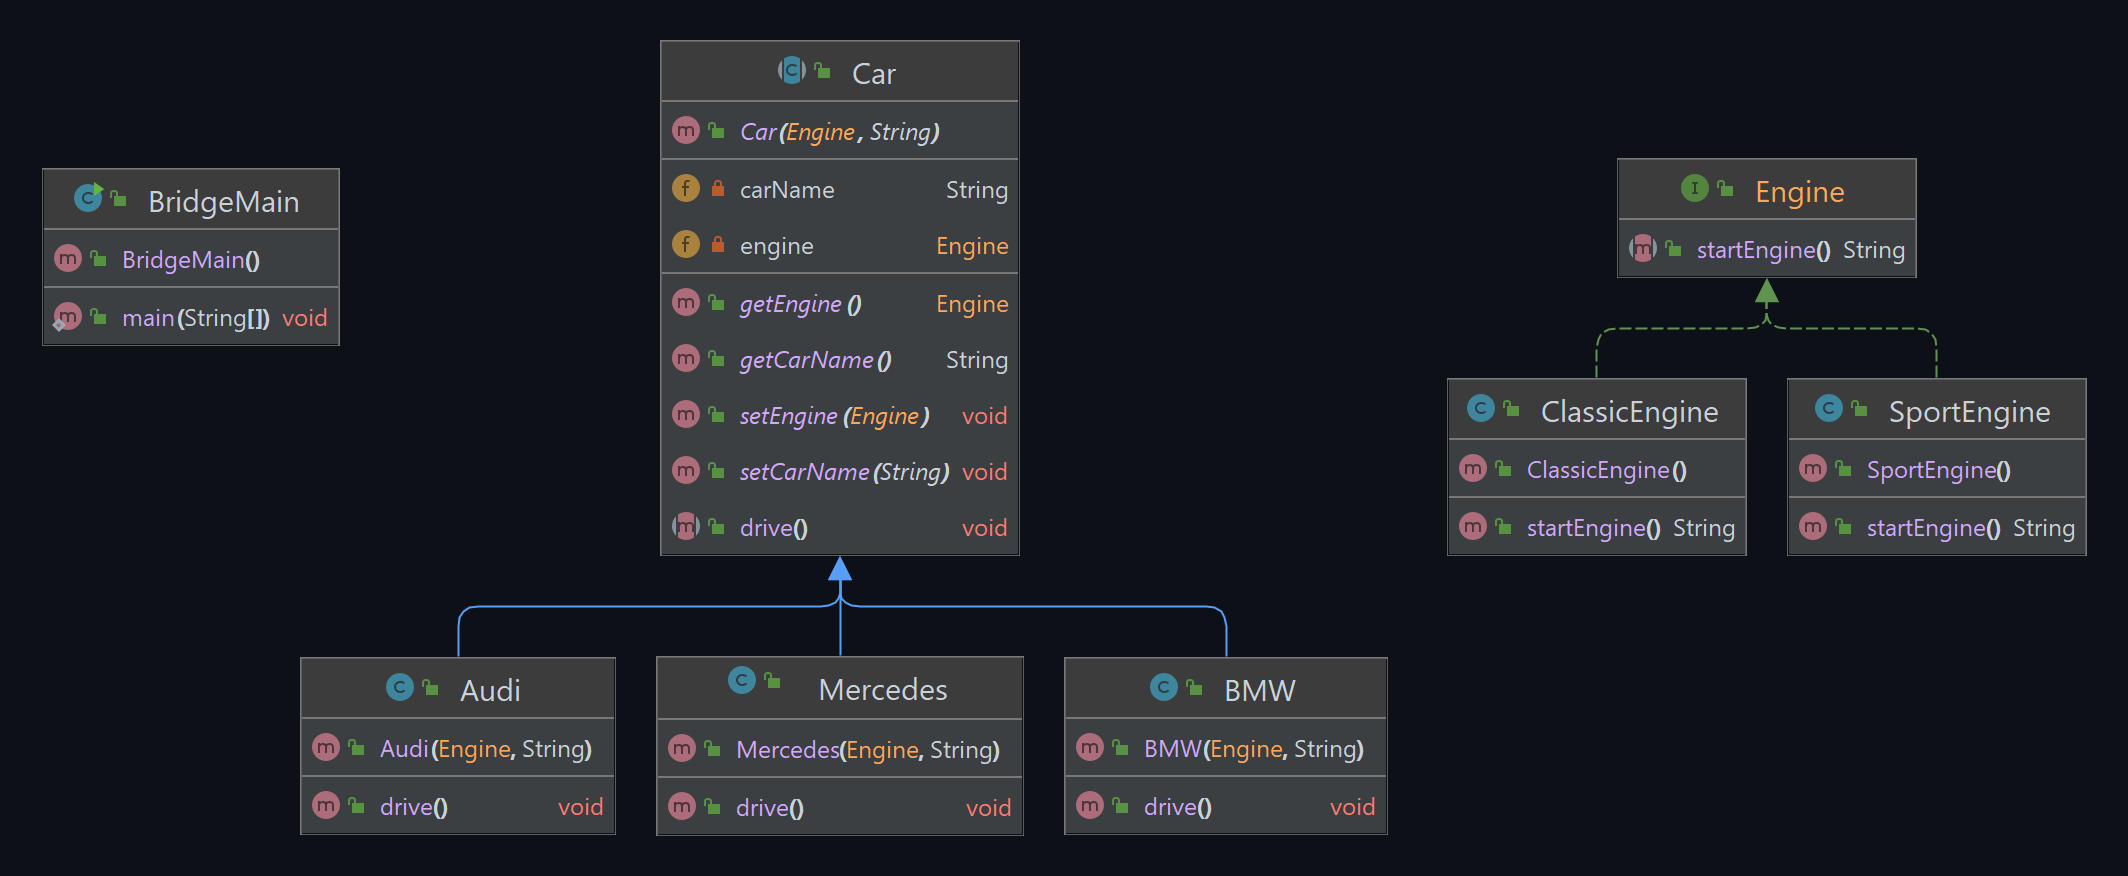 BridgeMain
BridgeMain()
main(String[]) void
Car
Car(Engine, String)
carName String
engine Engine
getEngine() Engine
getCarName() String
setEngine(Engine) void
setCarName(String) void
drive() void
Engine
startEngine() String
ClassicEngine
ClassicEngine()
startEngine() String
SportEngine
SportEngine()
startEngine() String
Audi
Audi(Engine, String)
drive() void
Mercedes
Mercedes(Engine, String)
drive() void
BMW
BMW(Engine, String)
drive() void